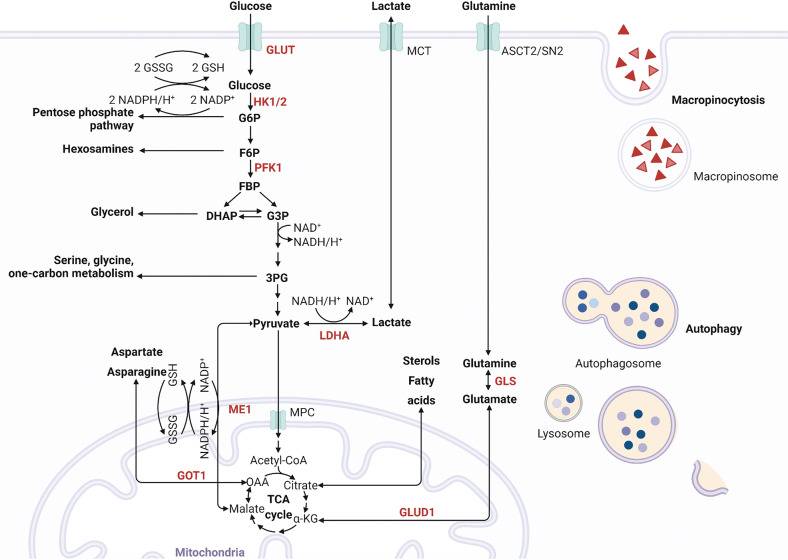 Glucose
Lactate
Glutamine
GLUT
MCT
ASCT2/SN2
2 GSSG
2 GSH
Glucose
2 NADPH/H⁺
2 NADP⁺
HK1/2
Macropinocytosis
Pentose phosphate
pathway
G6P
Hexosamines
F6P
PFK1
Macropinosome
FBP
Glycerol
DHAP
G3P
NAD⁺
NADH/H⁺
Serine, glycine,
one-carbon metabolism
3PG
NADH/H⁺
NAD⁺
Pyruvate
Lactate
LDHA
Autophagy
Autophagosome
Aspartate
Asparagine
GSH
NADP⁺
Sterols
Fatty
acids
Glutamine
GLS
Glutamate
GSSG
NADPH/H⁺
ME1
MPC
Lysosome
Acetyl-CoA
GOT1
OAA
Citrate
TCA
cycle
Malate
α-KG
GLUD1
Mitochondria